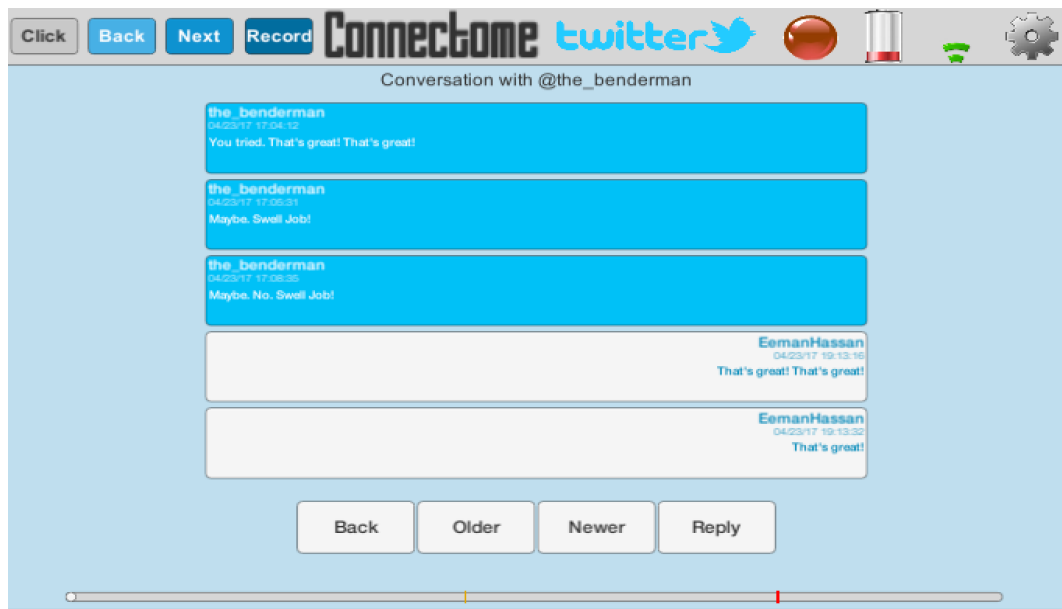 Click Back Next Record Connectome twitter
Conversation with @the_benderman
the_benderman
04/23/17 17:04:12
You tried. That's great! That's great!
the_benderman
04/23/17 17:05:31
Maybe. Swell Job!
the_benderman
04/23/17 17:08:35
Maybe. No. Swell Job!
EemanHassan
04/23/17 19:13:16
That's great! That's great!
EemanHassan
04/23/17 19:13:32
That's great!
Back Older Newer Reply